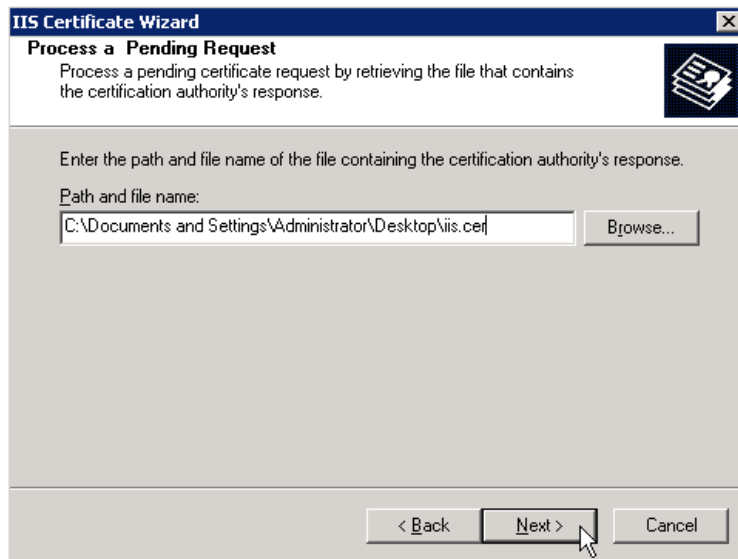 IIS Certificate Wizard
Process a  Pending Request
Process a pending certificate request by retrieving the file that contains
the certification authority's response.
Enter the path and file name of the file containing the certification authority's response.
Path and file name:
C:\Documents and Settings\Administrator\Desktop\iis.cer
Browse...
< Back
Next >
Cancel